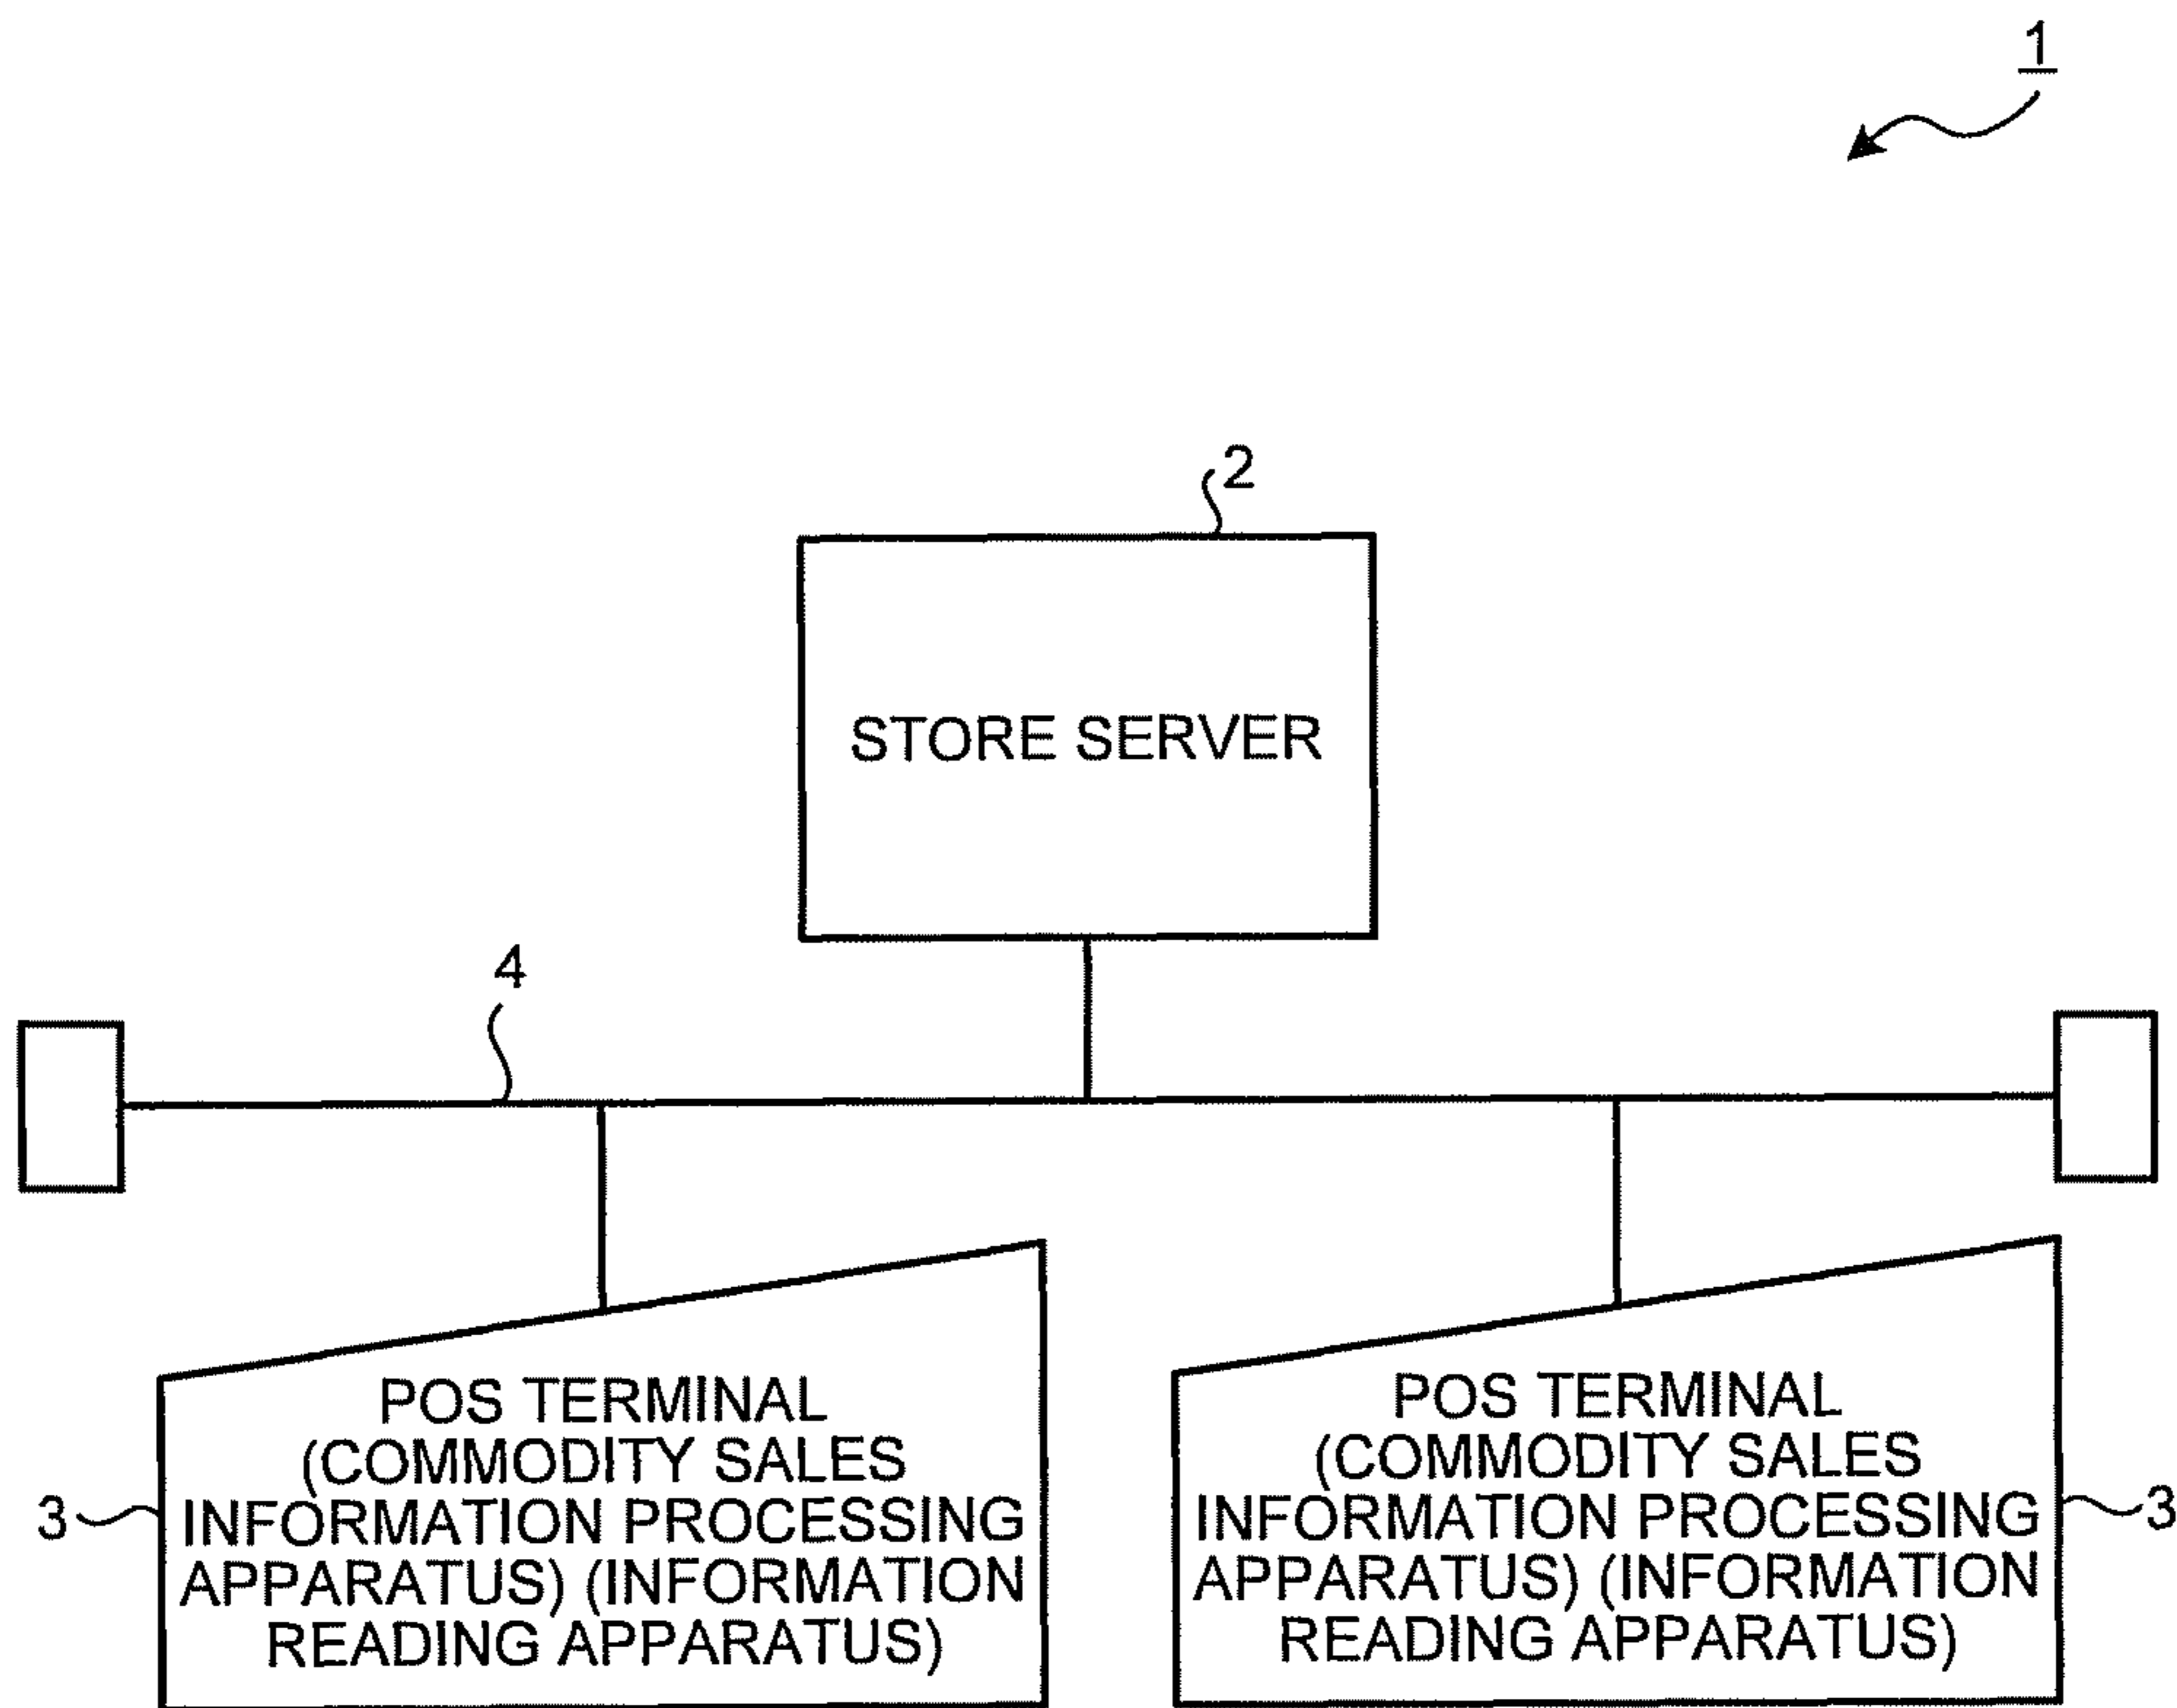 1
2
STORE SERVER
4
POS TERMINAL
(COMMODITY SALES
INFORMATION PROCESSING
APPARATUS) (INFORMATION
READING APPARATUS)
3
POS TERMINAL
(COMMODITY SALES
INFORMATION PROCESSING
APPARATUS) (INFORMATION
READING APPARATUS)
3